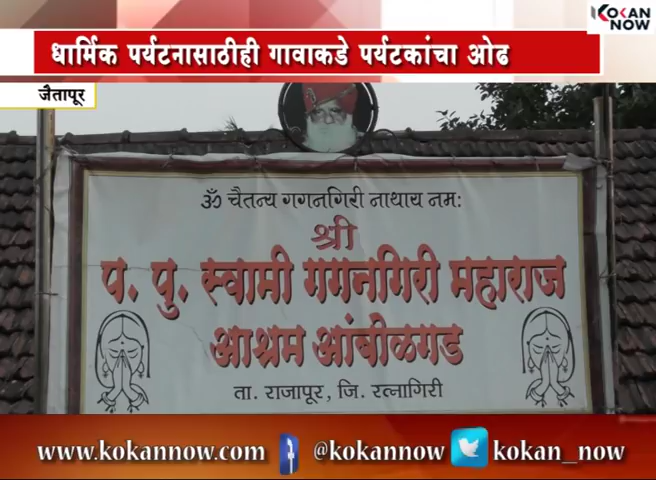 KOKAN
NOW
धार्मिक पर्यटनासाठीही गावाकडे पर्यटकांचा ओढ
जैतापूर
ॐ चैतन्य गगनगिरी नाथाय नमः
श्री
प. पु. स्वामी गगनगिरी महाराज
आश्रम आंबोळगड
ता. राजापूर, जि. रत्नागिरी
www.kokannow.com @kokannow kokan_now